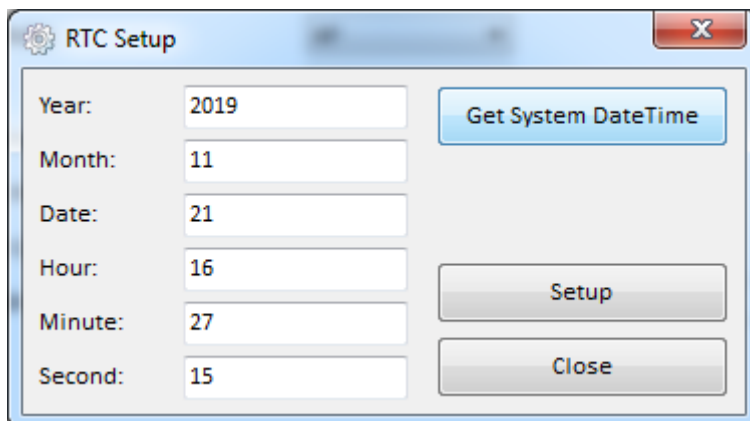 RTC Setup
Year: 2019
Get System DateTime
Month: 11
Date: 21
Hour: 16
Setup
Minute: 27
Close
Second: 15